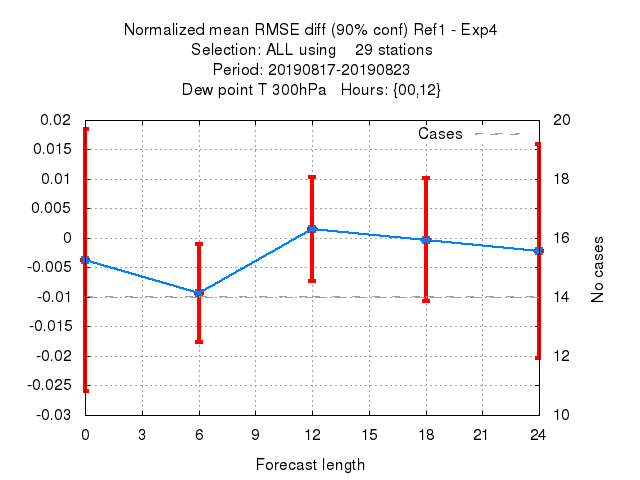 Normalized mean RMSE diff (90% conf) Ref1 - Exp4
Selection: ALL using    29 stations
Period: 20190817-20190823
Dew point T 300hPa   Hours: {00,12}
0.02
0.015
0.01
0.005
0
-0.005
-0.01
-0.015
-0.02
-0.025
-0.03
Cases
20
18
16
14
12
10
No cases
0 3 6 9 12 15 18 21 24
Forecast length